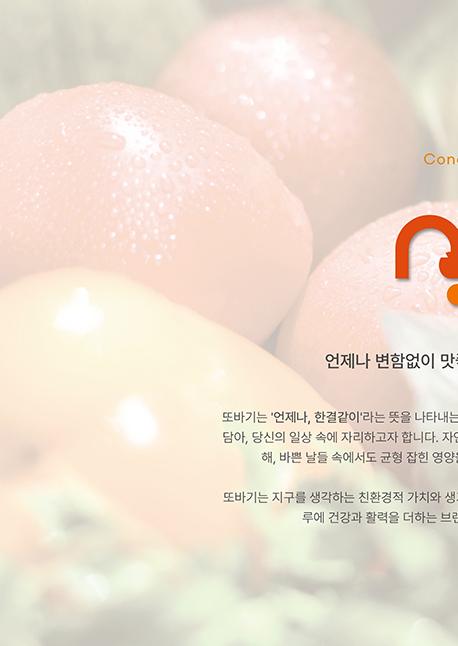 Conc
언제나 변함없이 맛
또바기는 '언제나, 한결같이'라는 뜻을 나타내는
담아, 당신의 일상 속에 자리하고자 합니다. 자
해, 바쁜 날들 속에서도 균형 잡힌 영양
또바기는 지구를 생각하는 친환경적 가치와 생
루에 건강과 활력을 더하는 브